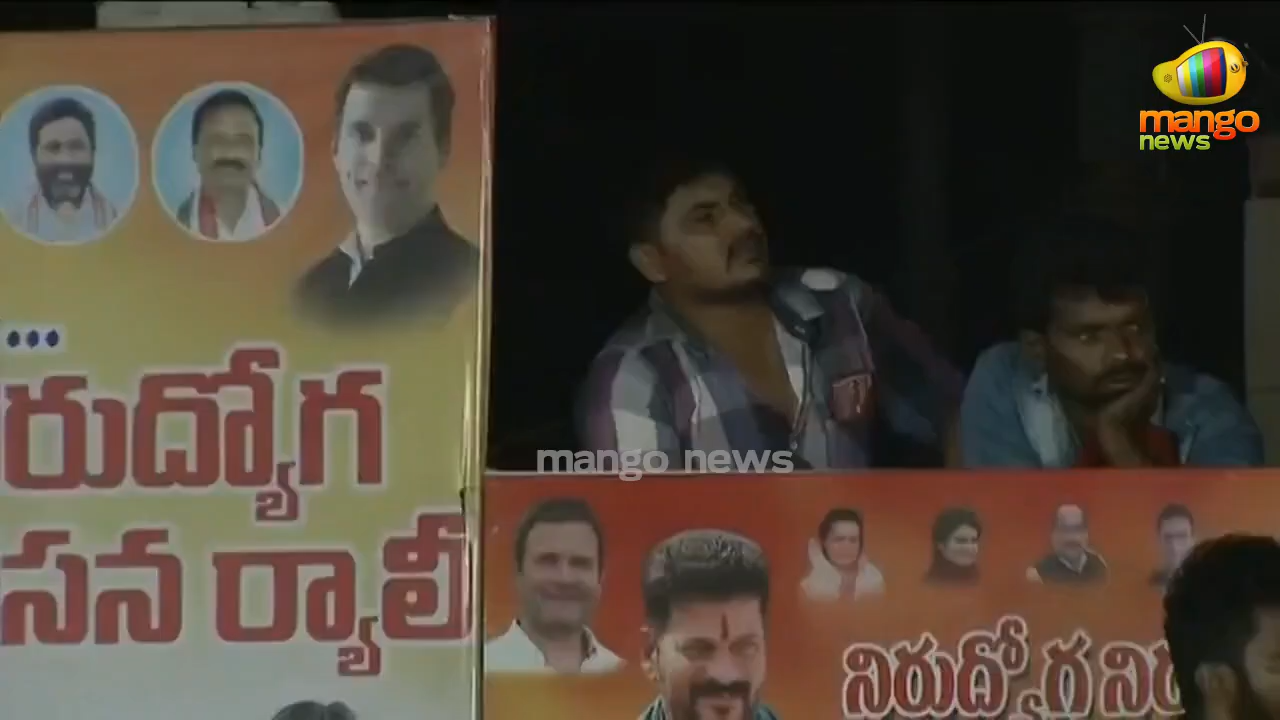 mango
news
...
రుద్యోగ
సన ర్యాలీ
mango news
నిరుద్యోగ